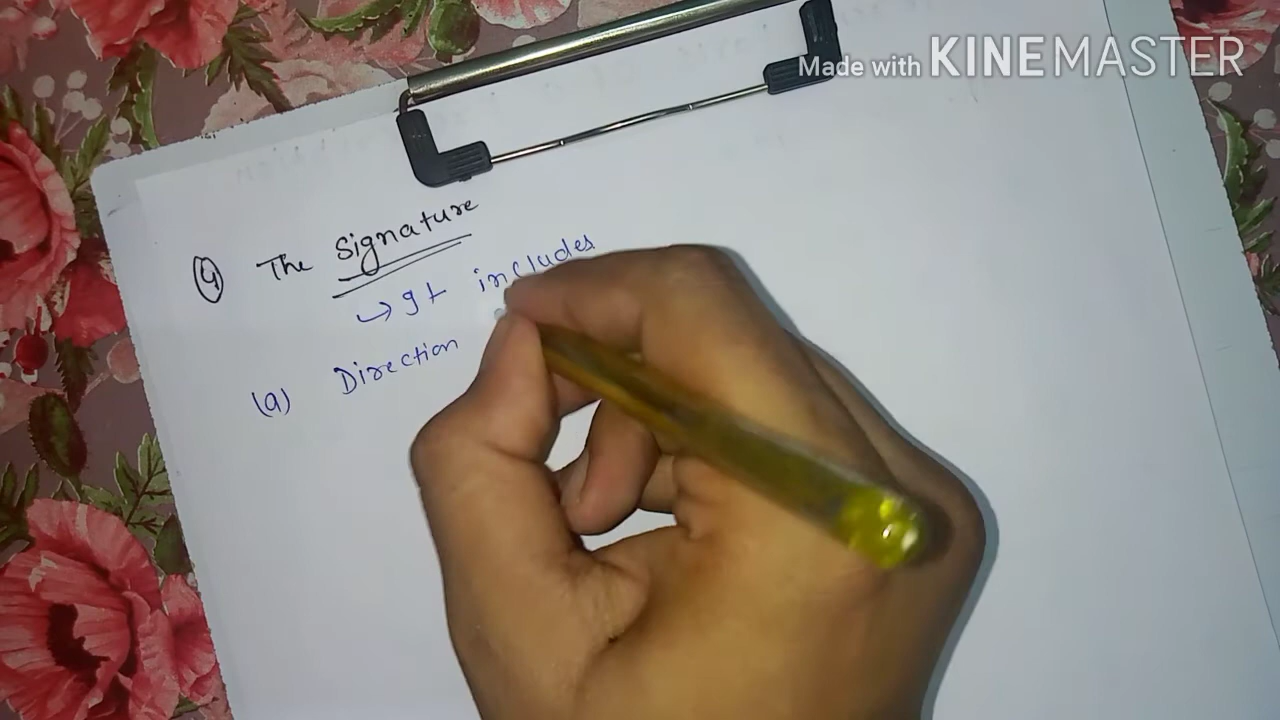 Made with KINEMASTER
(4) The Signature
→ It includes
(a) Direction